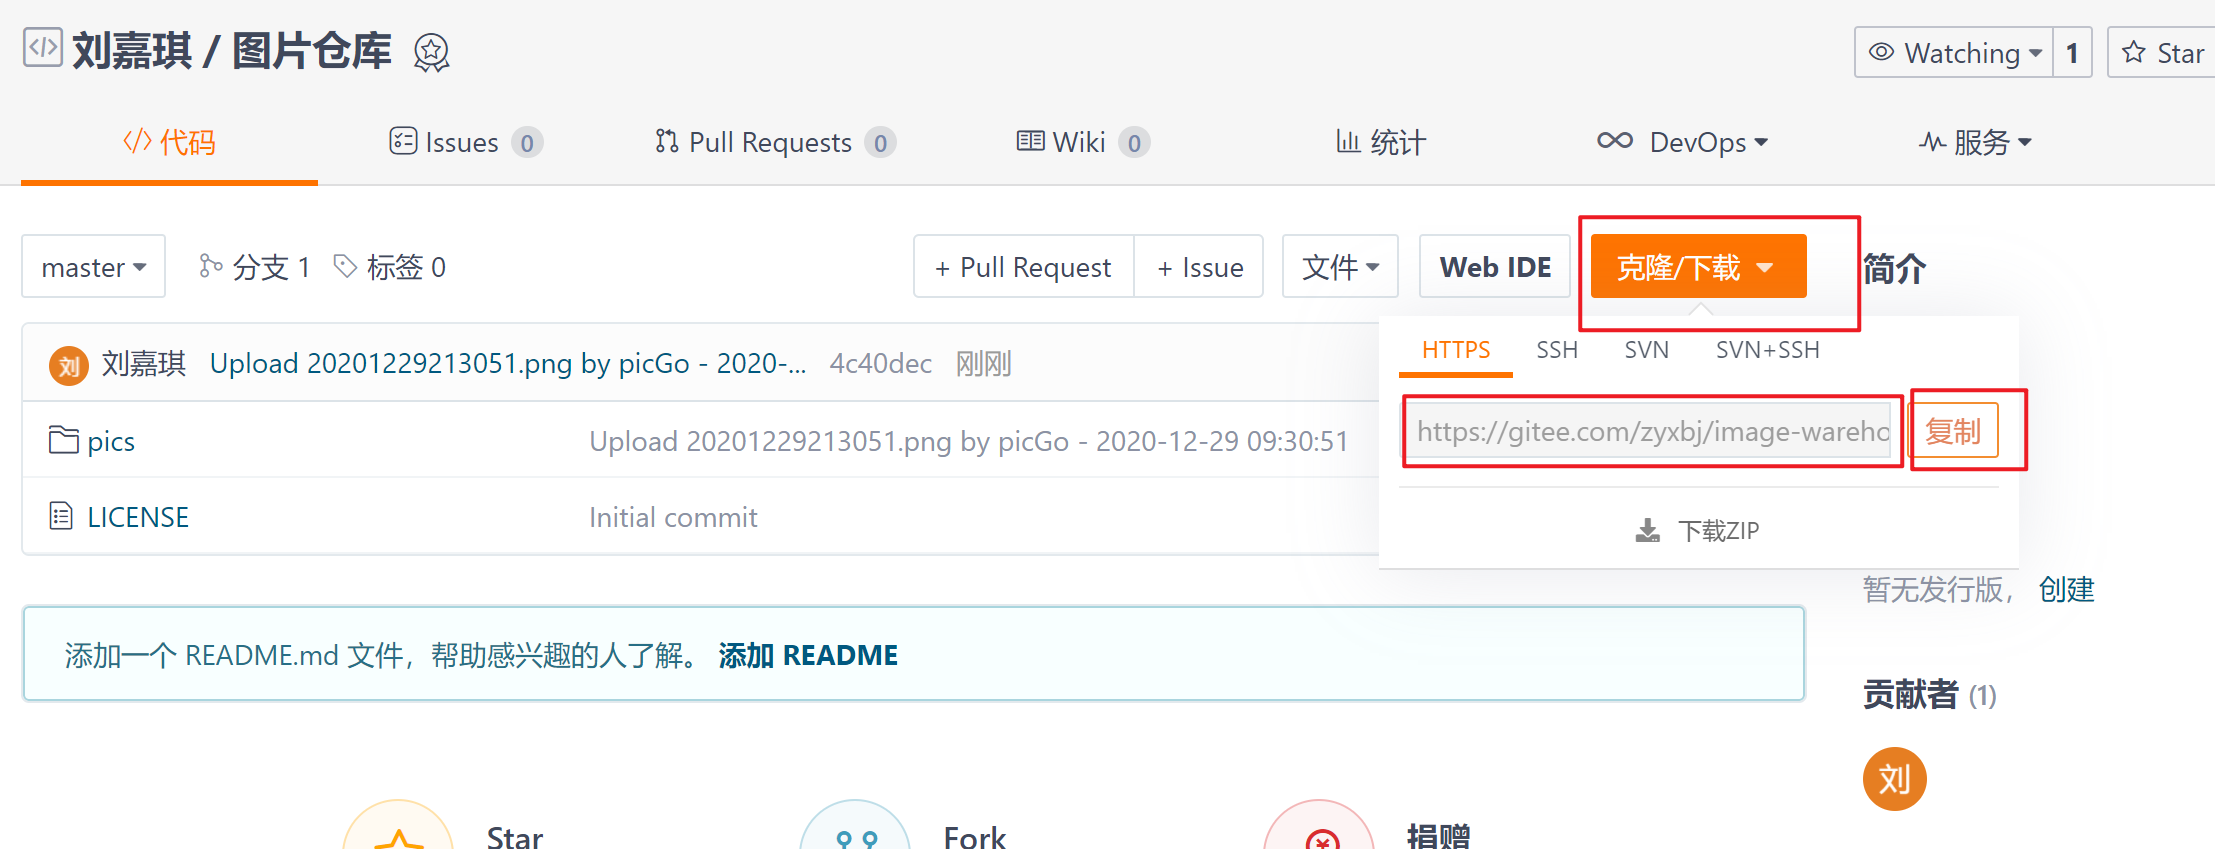 刘嘉琪 / 图片仓库
Watching 1 Star
代码 Issues 0 Pull Requests 0 Wiki 0 统计 DevOps 服务
master 分支 1 标签 0 + Pull Request + Issue 文件 Web IDE 克隆/下载 简介
HTTPS SSH SVN SVN+SSH
刘 刘嘉琪 Upload 20201229213051.png by picGo - 2020-... 4c40dec 刚刚
https://gitee.com/zyxbj/image-wareho 复制
pics Upload 20201229213051.png by picGo - 2020-12-29 09:30:51
LICENSE Initial commit
下载ZIP
暂无发行版， 创建
添加一个 README.md 文件，帮助感兴趣的人了解。 添加 README
贡献者 (1)
刘
Star Fork ¥ 捐赠